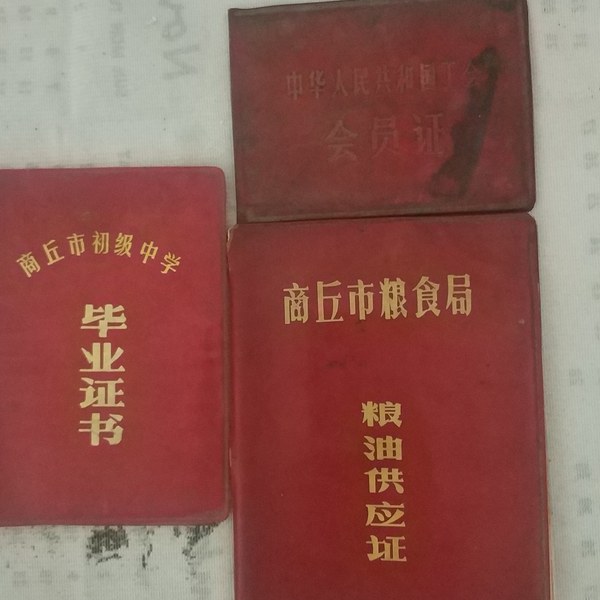 中华人民共和国工会
会员证
商丘市初级中学
毕业证书
商丘市粮食局
粮油供应证